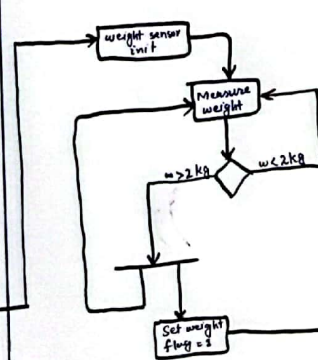 weight sensor
init
Measure
weight
w>2kg
w<2kg
Set weight
flag = 1